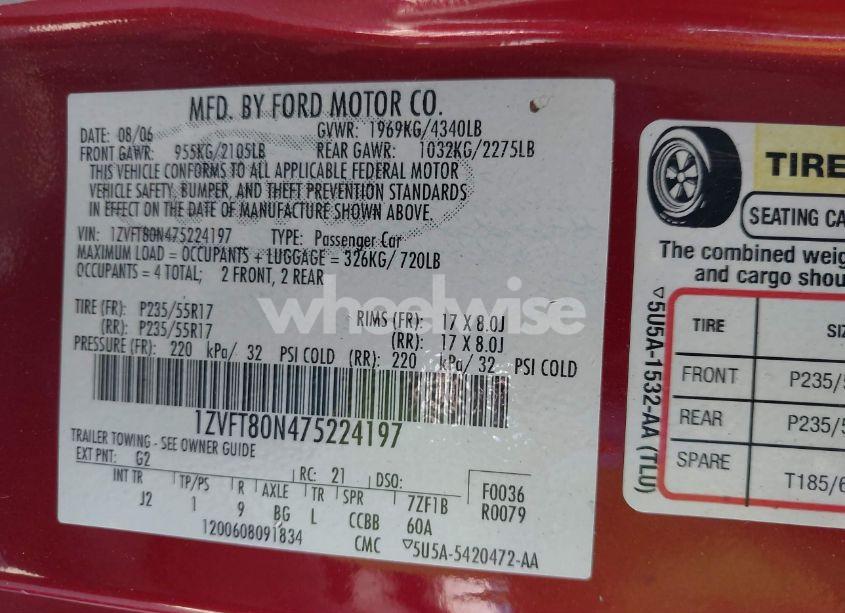 MFD. BY FORD MOTOR CO.
DATE: 08/06 GVWR: 1969KG/4340LB
FRONT GAWR: 955KG/2105LB REAR GAWR: 1032KG/2275LB
THIS VEHICLE CONFORMS TO ALL APPLICABLE FEDERAL MOTOR
VEHICLE SAFETY, BUMPER, AND THEFT PREVENTION STANDARDS
IN EFFECT ON THE DATE OF MANUFACTURE SHOWN ABOVE.
VIN: 1ZVFT80N475224197 TYPE: Passenger Car
MAXIMUM LOAD = OCCUPANTS + LUGGAGE = 326KG/ 720LB
OCCUPANTS = 4 TOTAL; 2 FRONT, 2 REAR
TIRE (FR): P235/55R17 RIMS (FR): 17 X 8.0J
(RR): P235/55R17 (RR): 17 X 8.0J
PRESSURE (FR): 220 kPa/ 32 PSI COLD (RR): 220 kPa/ 32 PSI COLD
1ZVFT80N475224197
TRAILER TOWING - SEE OWNER GUIDE
EXT PNT: G2 RC: 21 DSO:
INT TR TP/PS R AXLE TR SPR 7ZF1B F0036
J2 1 9 BG L CCBB 60A R0079
1200608091834 CMC ▽5U5A-5420472-AA
wheelwise
▽5U5A-1532-AA (7LU)
TIRE
SEATING CA
The combined weig
and cargo shou
TIRE SIZ
FRONT P235/5
REAR P235/5
SPARE T185/6